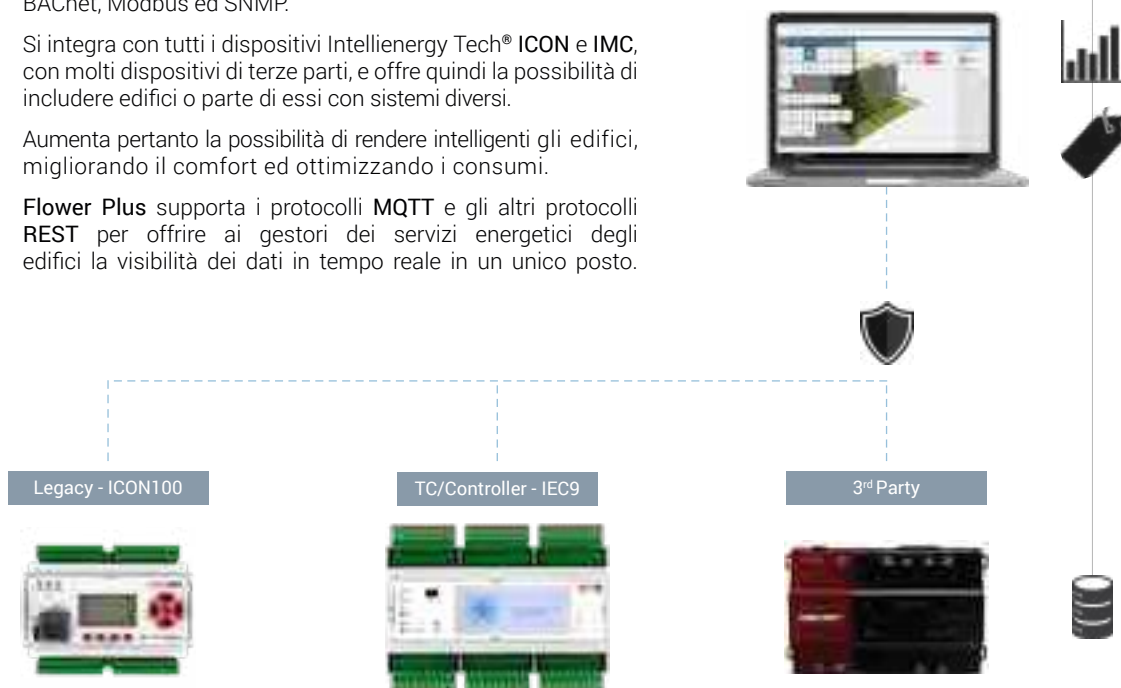 BACnet, Modbus ed SNMP.
Si integra con tutti i dispositivi Intellienergy Tech® ICON e IMC,
con molti dispositivi di terze parti, e offre quindi la possibilità di
includere edifici o parte di essi con sistemi diversi.
Aumenta pertanto la possibilità di rendere intelligenti gli edifici,
migliorando il comfort ed ottimizzando i consumi.
Flower Plus supporta i protocolli MQTT e gli altri protocolli
REST per offrire ai gestori dei servizi energetici degli
edifici la visibilità dei dati in tempo reale in un unico posto.
Legacy - ICON100
TC/Controller - IEC9
3rd Party